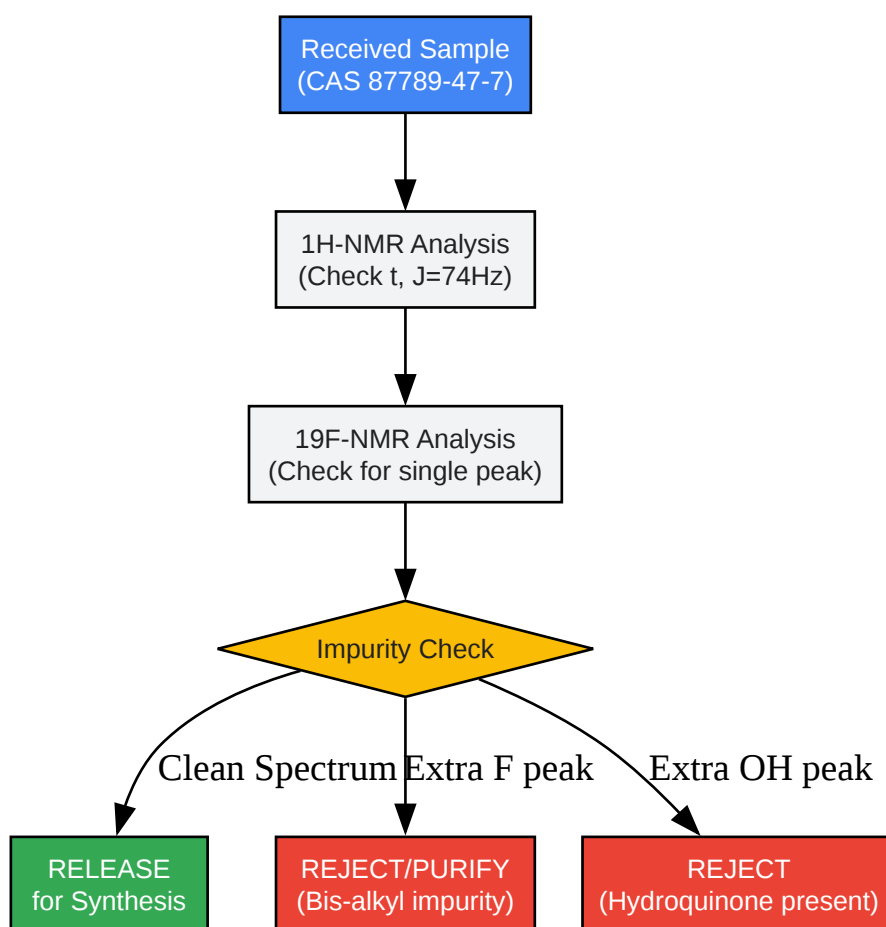 Received Sample
(CAS 87789-47-7)
1H-NMR Analysis
(Check t, J=74Hz)
19F-NMR Analysis
(Check for single peak)
Impurity Check
Clean Spectrum
Extra F peak
Extra OH peak
RELEASE
for Synthesis
REJECT/PURIFY
(Bis-alkyl impurity)
REJECT
(Hydroquinone present)